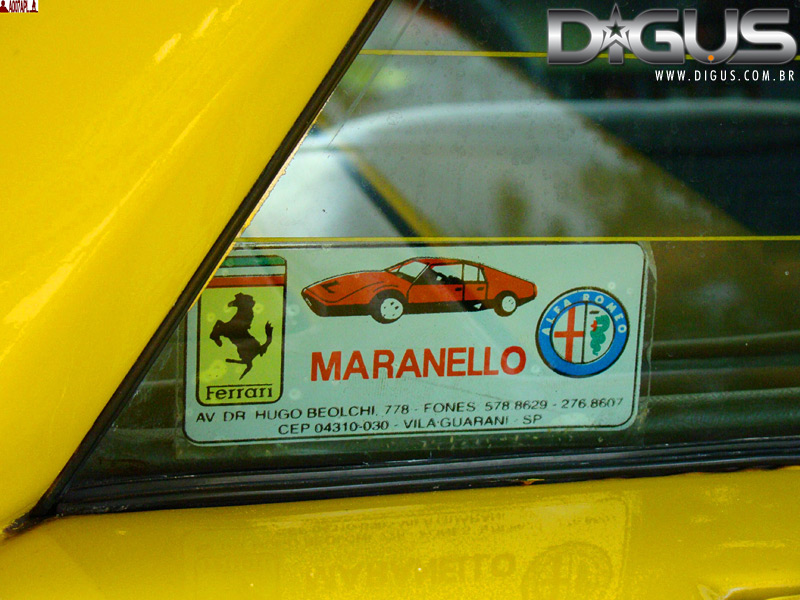 DIGUS
WWW.DIGUS.COM.BR
ALFA ROMEO
MARANELLO
Ferrari
AV DR HUGO BEOLCHI, 778 - FONES 578 8629 - 276.8607
CEP 04310-030 - VILA GUARANI - SP
MARANELLO